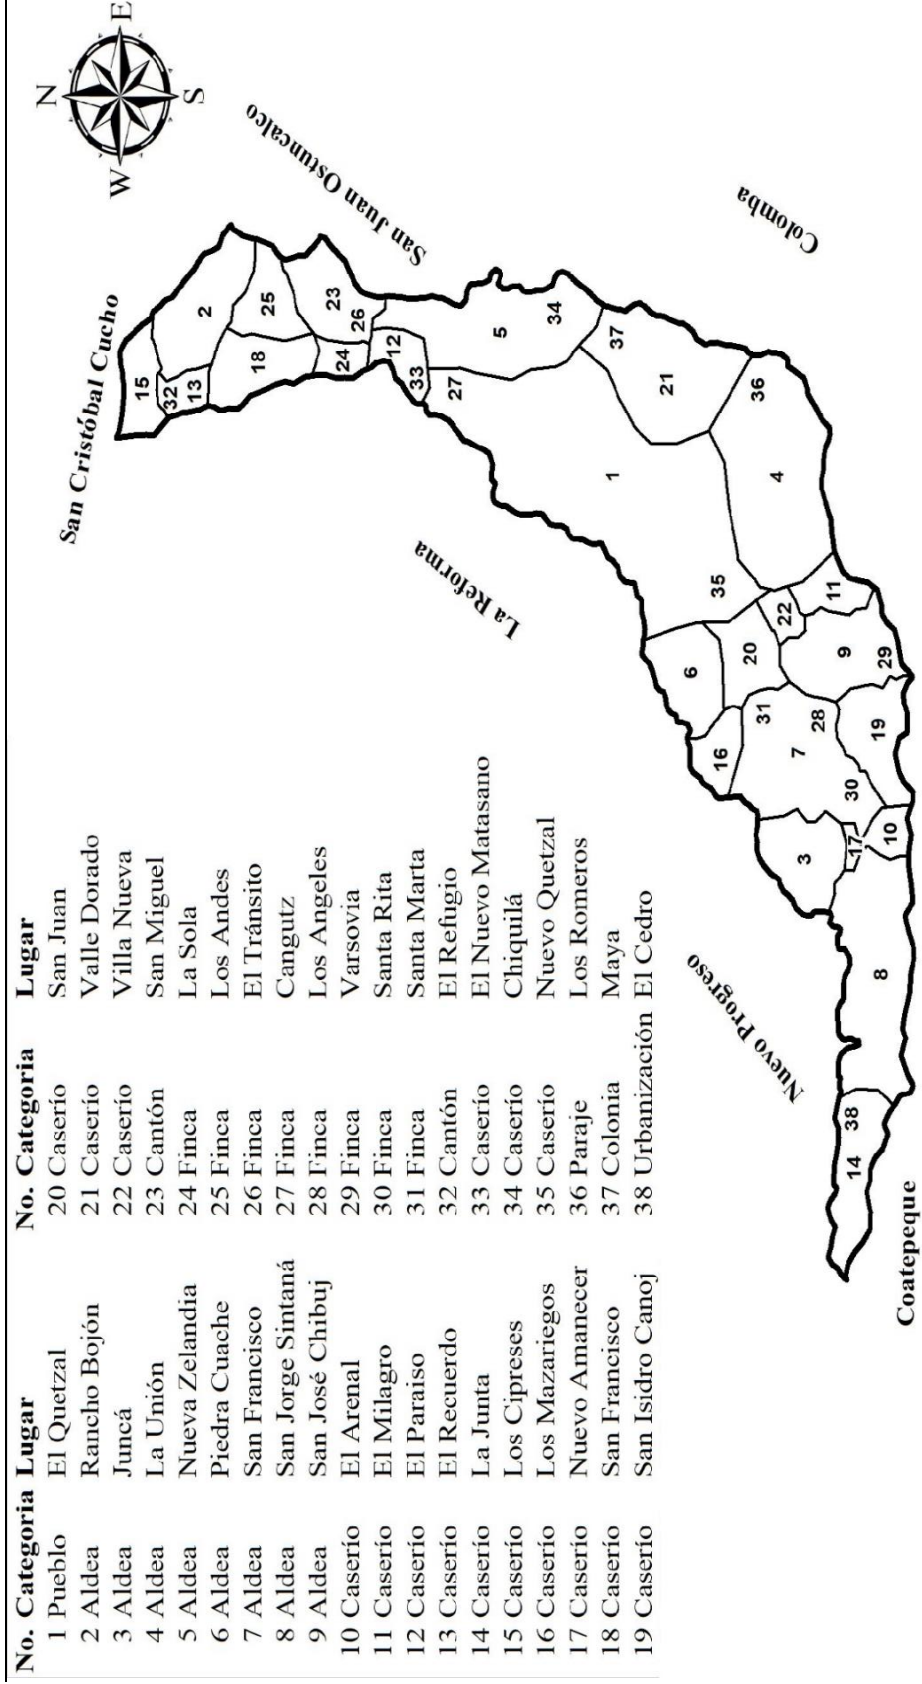 No. Categoria Lugar No. Categoria Lugar
1 Pueblo El Quetzal 20 Caserío San Juan
2 Aldea Rancho Bojón 21 Caserío Valle Dorado
3 Aldea Juncá 22 Caserío Villa Nueva
4 Aldea La Unión 23 Cantón San Miguel
5 Aldea Nueva Zelandia 24 Finca La Sola
6 Aldea Piedra Cuache 25 Finca Los Andes
7 Aldea San Francisco 26 Finca El Tránsito
8 Aldea San Jorge Sintaná 27 Finca Cangutz
9 Aldea San José Chibuj 28 Finca Los Angeles
10 Caserío El Arenal 29 Finca Varsovia
11 Caserío El Milagro 30 Finca Santa Rita
12 Caserío El Paraiso 31 Finca Santa Marta
13 Caserío El Recuerdo 32 Cantón El Refugio
14 Caserío La Junta 33 Caserío El Nuevo Matasano
15 Caserío Los Cipreses 34 Caserío Chiquilá
16 Caserío Los Mazariegos 35 Caserío Nuevo Quetzal
17 Caserío Nuevo Amanecer 36 Paraje Los Romeros
18 Caserío San Francisco 37 Colonia Maya
19 Caserío San Isidro Canoj 38 Urbanización El Cedro
N
W
E
S
San Cristóbal Cucho
San Juan Ostuncalco
Colomba
La Reforma
Nuevo Progreso
Coatepeque
15
32
13
2
18
25
23
26
24
12
33
27
5
34
37
21
1
36
4
35
6
20
22
11
16
31
9
29
7
28
19
30
3
17
10
8
38
14